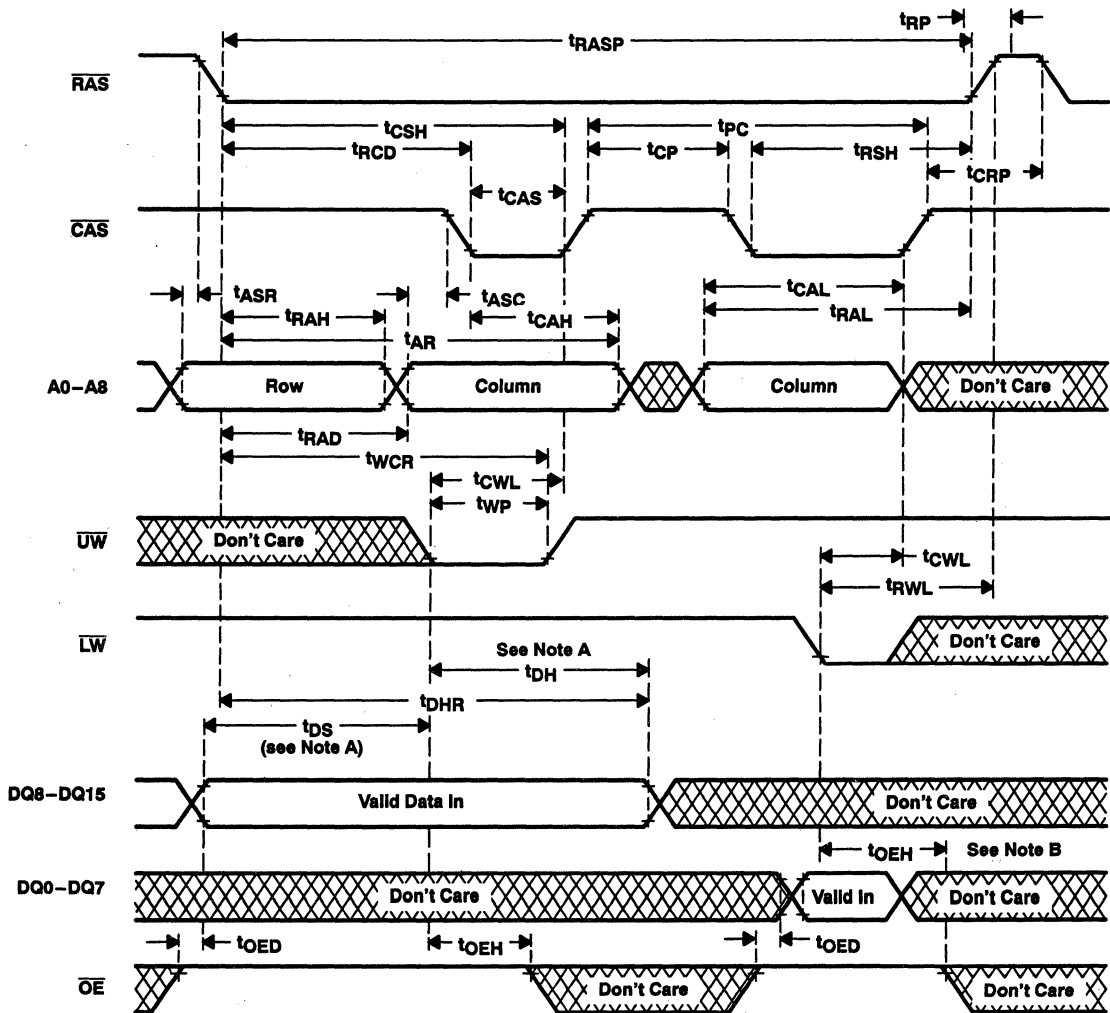 tRP
tRASP
RAS
tCSH
tPC
tRCD
tCP
tRSH
tCAS
tCRP
CAS
tASR
tASC
tCAL
tRAH
tCAH
tRAL
tAR
A0–A8
Row
Column
Column
Don't Care
tRAD
tWCR
tCWL
tWP
UW
Don't Care
tCWL
tRWL
LW
Don't Care
See Note A
tDH
tDHR
tDS
(see Note A)
DQ8–DQ15
Valid Data In
Don't Care
tOEH
See Note B
DQ0–DQ7
Don't Care
Valid In
Don't Care
tOED
tOEH
tOED
OE
Don't Care
Don't Care